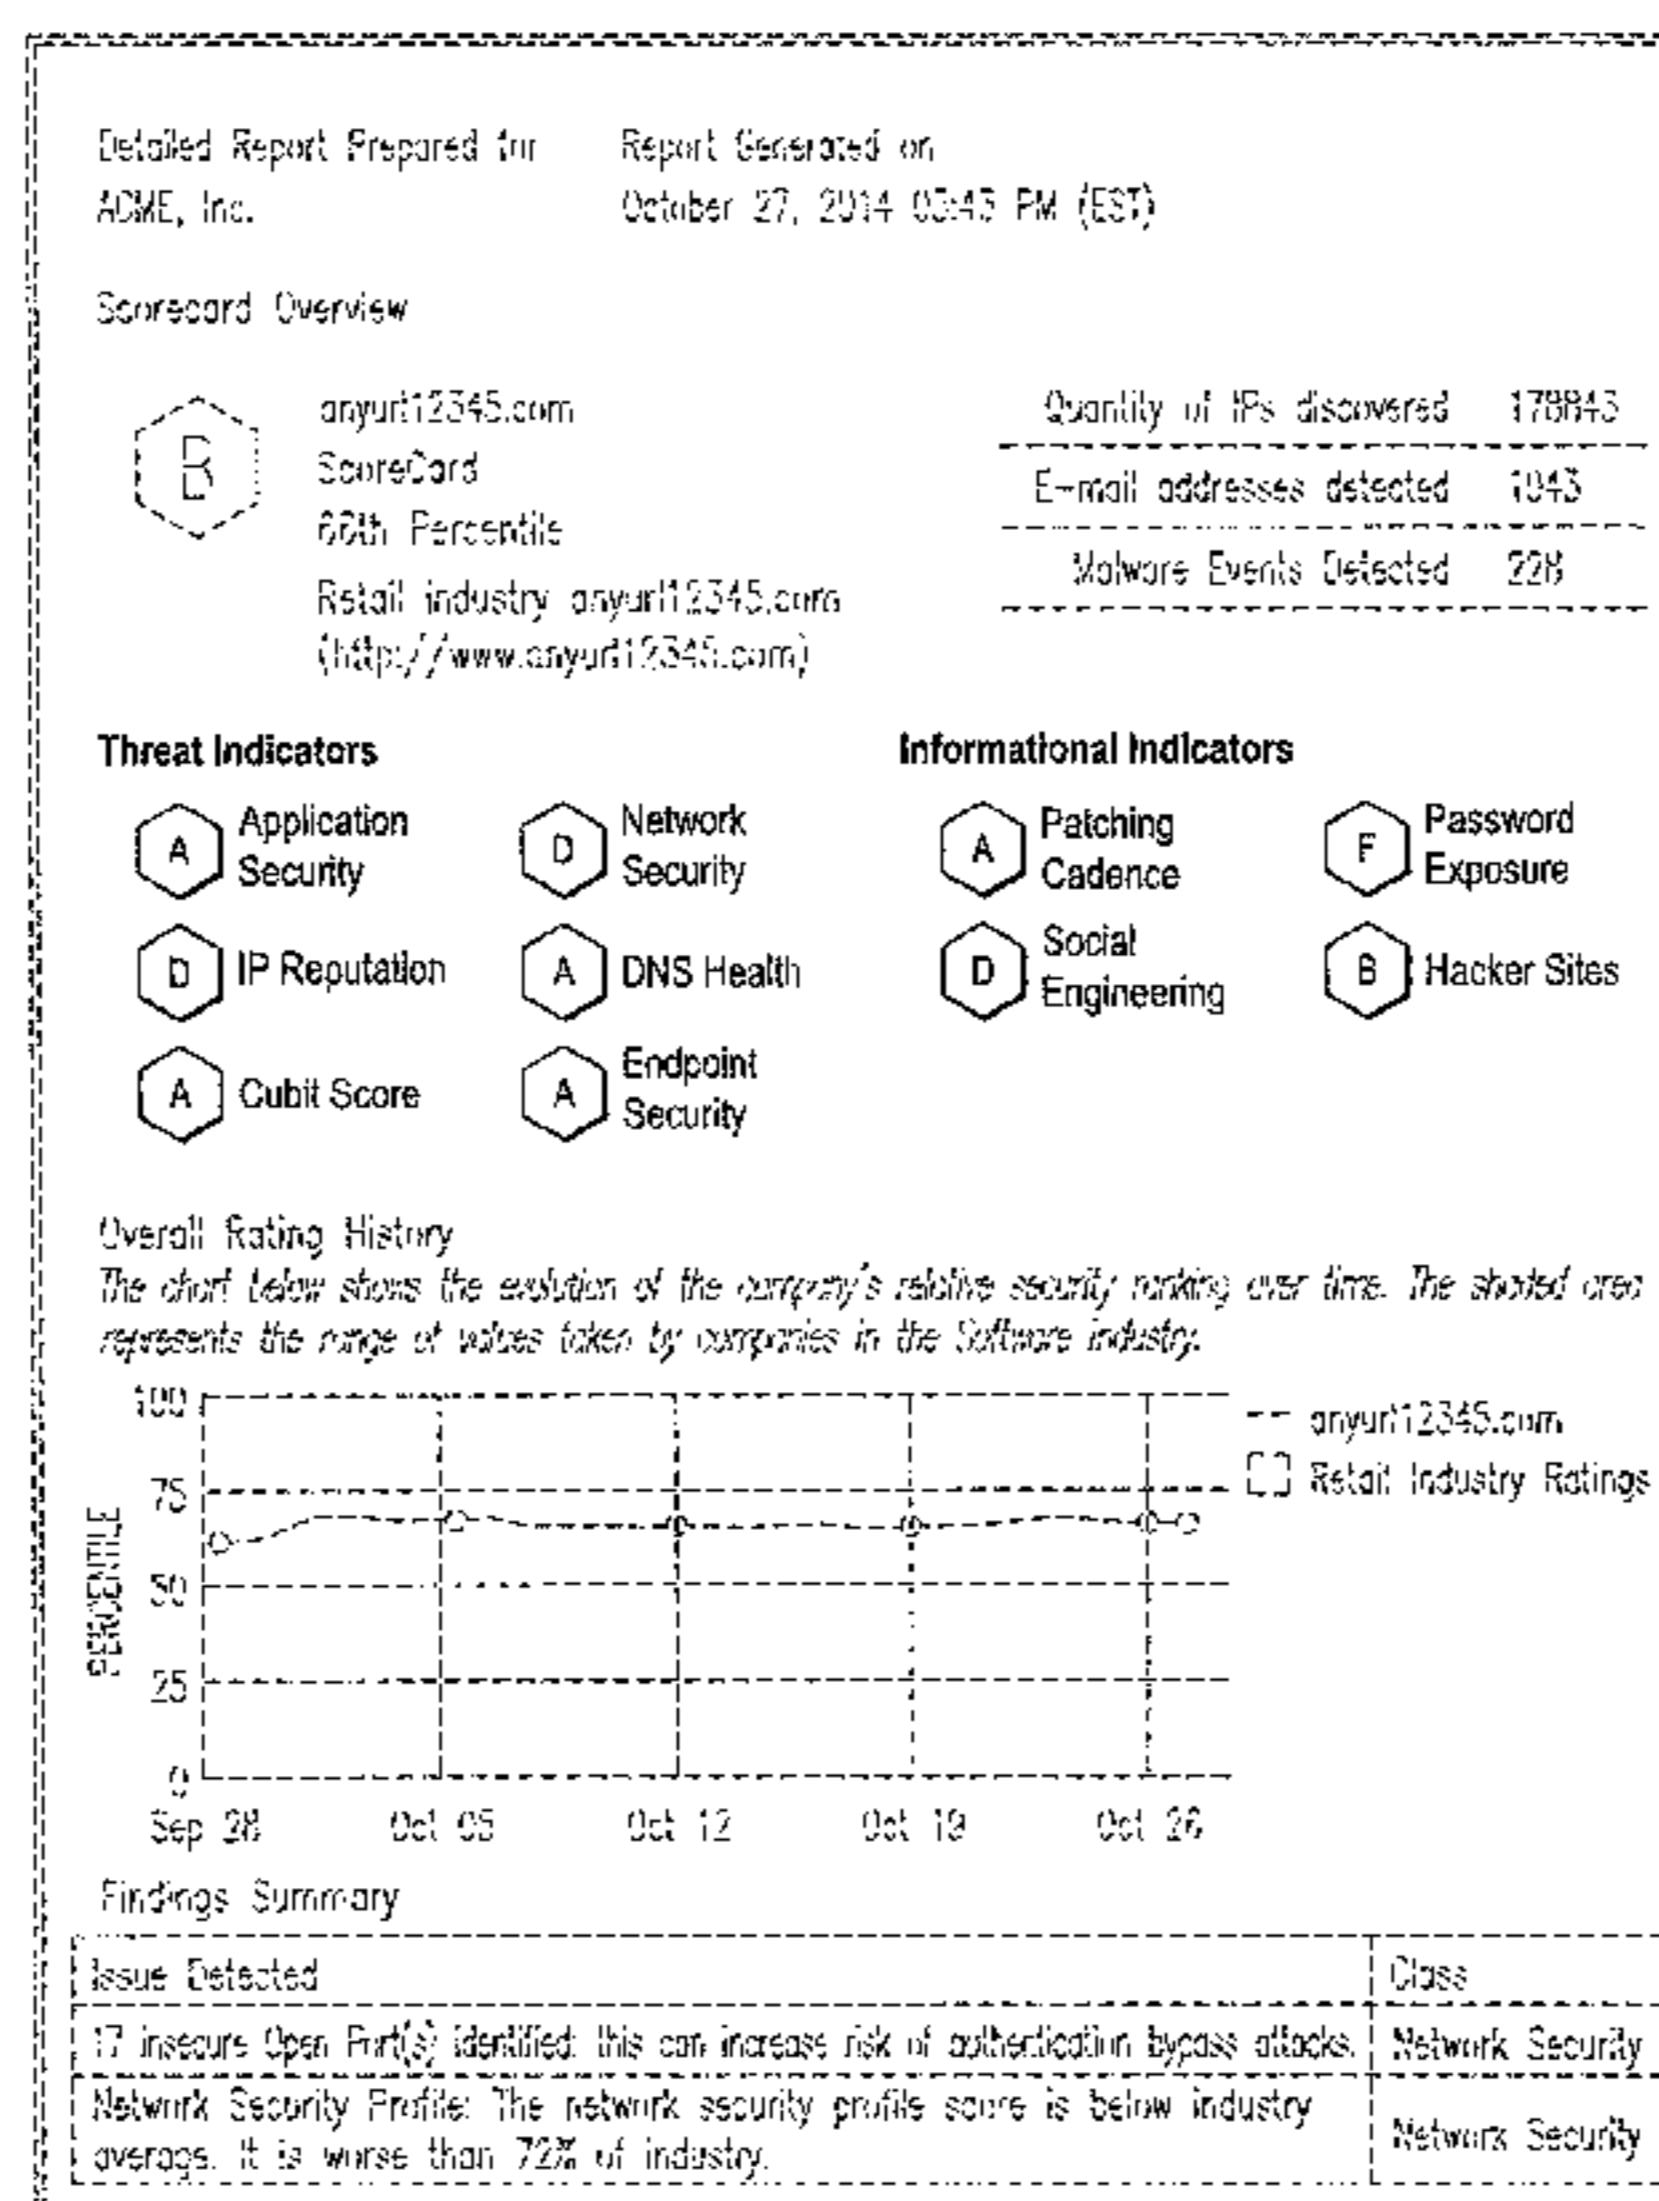 Detailed Report Prepared for
ACME, Inc.
Report Generated on
October 27, 2014 PM (EST)
Scorecard Overview
B
anyurl12345.com
ScoreCard
66th Percentile
Retail industry anyurl12345.com
(http://www.anyurl12345.com)
Quantity of IPs discovered
E-mail addresses detected
Malware Events Detected 228
Threat Indicators
A Application
Security
D Network
Security
D IP Reputation
A DNS Health
A Cubit Score
A Endpoint
Security
Informational Indicators
A Patching
Cadence
F Password
Exposure
D Social
Engineering
B Hacker Sites
Overall Rating History
The chart below shows the evolution of the company's relative security ranking over time. The shaded area
represents the range of values taken by companies in the Software industry.
100
75
50
25
0
PERCENTILE
Sep 28 Oct 05 Oct 12 Oct 19 Oct 26
anyurl12345.com
Retail Industry Ratings
Findings Summary
Issue Detected Class
17 insecure Open Port(s) identified: this can increase risk of authentication bypass attacks. Network Security
Network Security Profile: The network security profile score is below industry
average. It is worse than 72% of industry.
Network Security